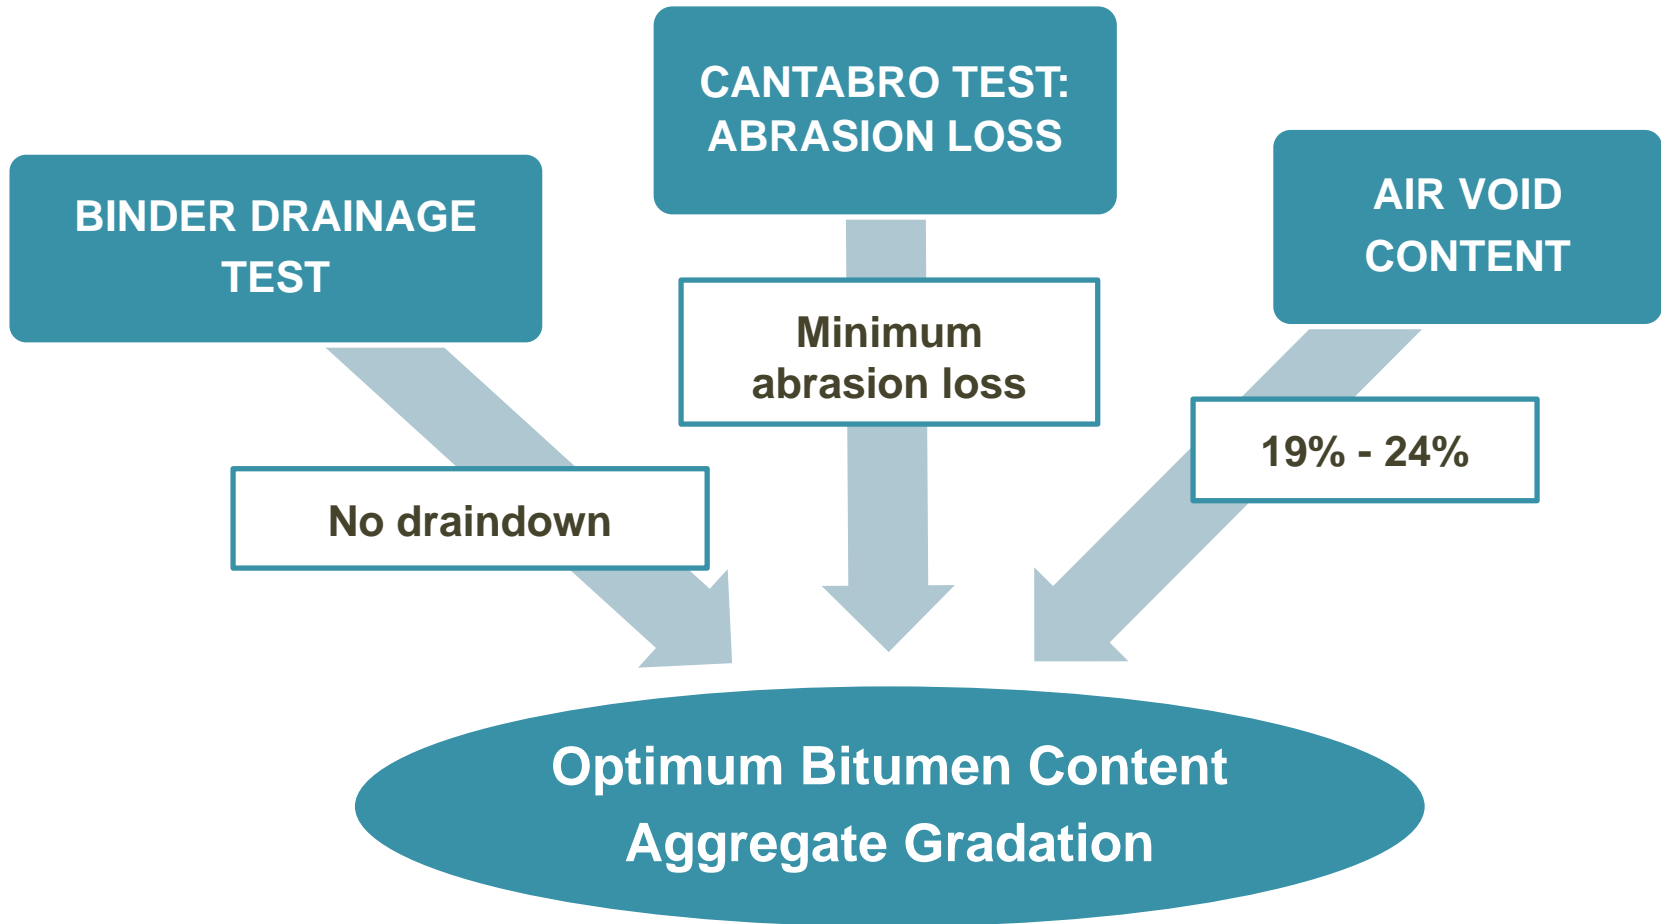 CANTABRO TEST:
ABRASION LOSS
BINDER DRAINAGE
TEST
AIR VOID
CONTENT
Minimum
abrasion loss
19% - 24%
No draindown
Optimum Bitumen Content
Aggregate Gradation